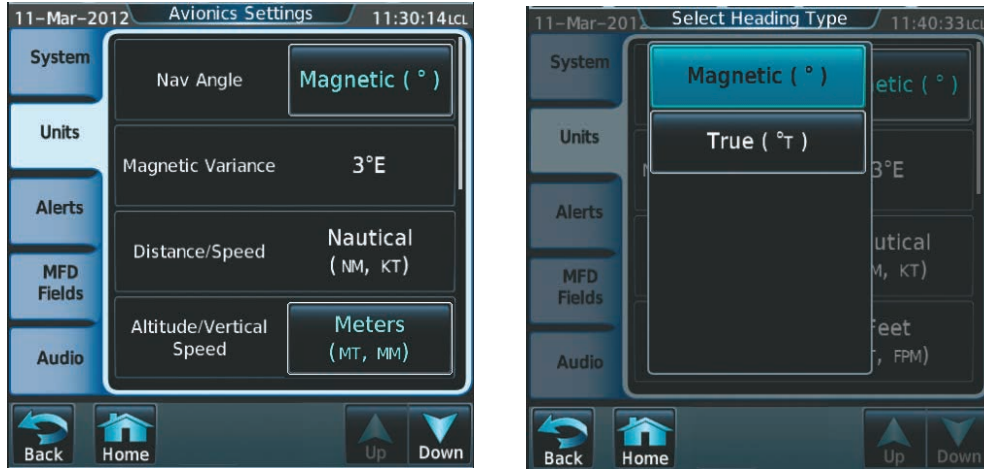 11–Mar–2012
Avionics Settings
11:30:14LCL
System
Units
Alerts
MFD
Fields
Audio
Nav Angle
Magnetic ( ° )
Magnetic Variance
3°E
Distance/Speed
Nautical
( NM, KT)
Altitude/Vertical
Speed
Meters
( MT, MM)
Back
Home
Up
Down
11–Mar–201
Select Heading Type
11:40:33LCL
System
Units
Alerts
MFD
Fields
Audio
Magnetic ( ° )
True ( °T )
etic ( ° )
3°E
utical
M, KT)
eet
T, FPM)
Back
Home
Up
Down